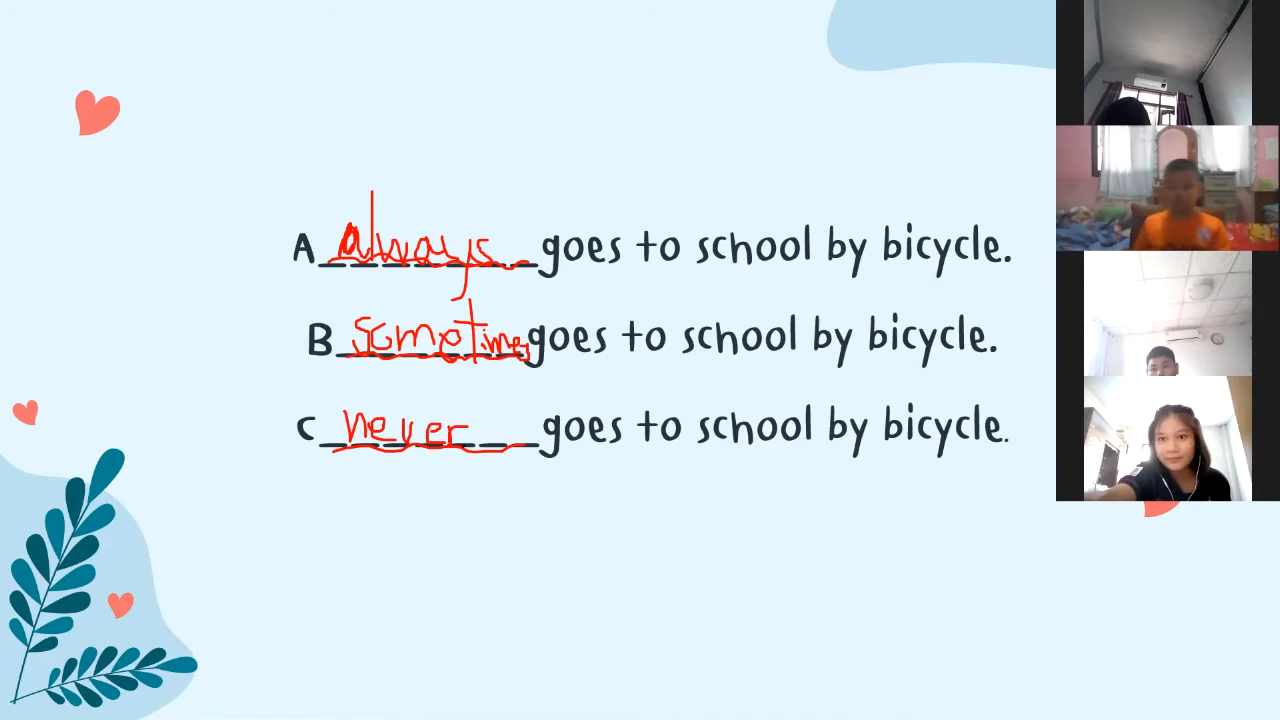 A always goes to school by bicycle.
B sometimes goes to school by bicycle.
C never goes to school by bicycle.